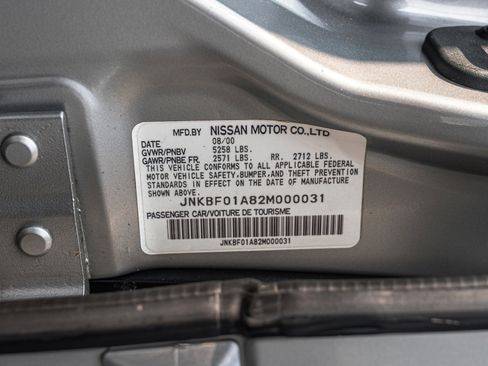 MFD.BY NISSAN MOTOR CO.,LTD
DATE 08/00
GVWR/PNBV 5258 LBS.
GAWR/PNBE FR. 2571 LBS. RR. 2712 LBS.
THIS VEHICLE CONFORMS TO ALL APPLICABLE FEDERAL
MOTOR VEHICLE SAFETY,BUMPER,AND THEFT PREVENTION
STANDARDS IN EFFECT ON THE DATE OF MANUFACTURE
SHOWN ABOVE.
JNKBF01A82M000031
PASSENGER CAR/VOITURE DE TOURISME
JNKBF01A82M000031